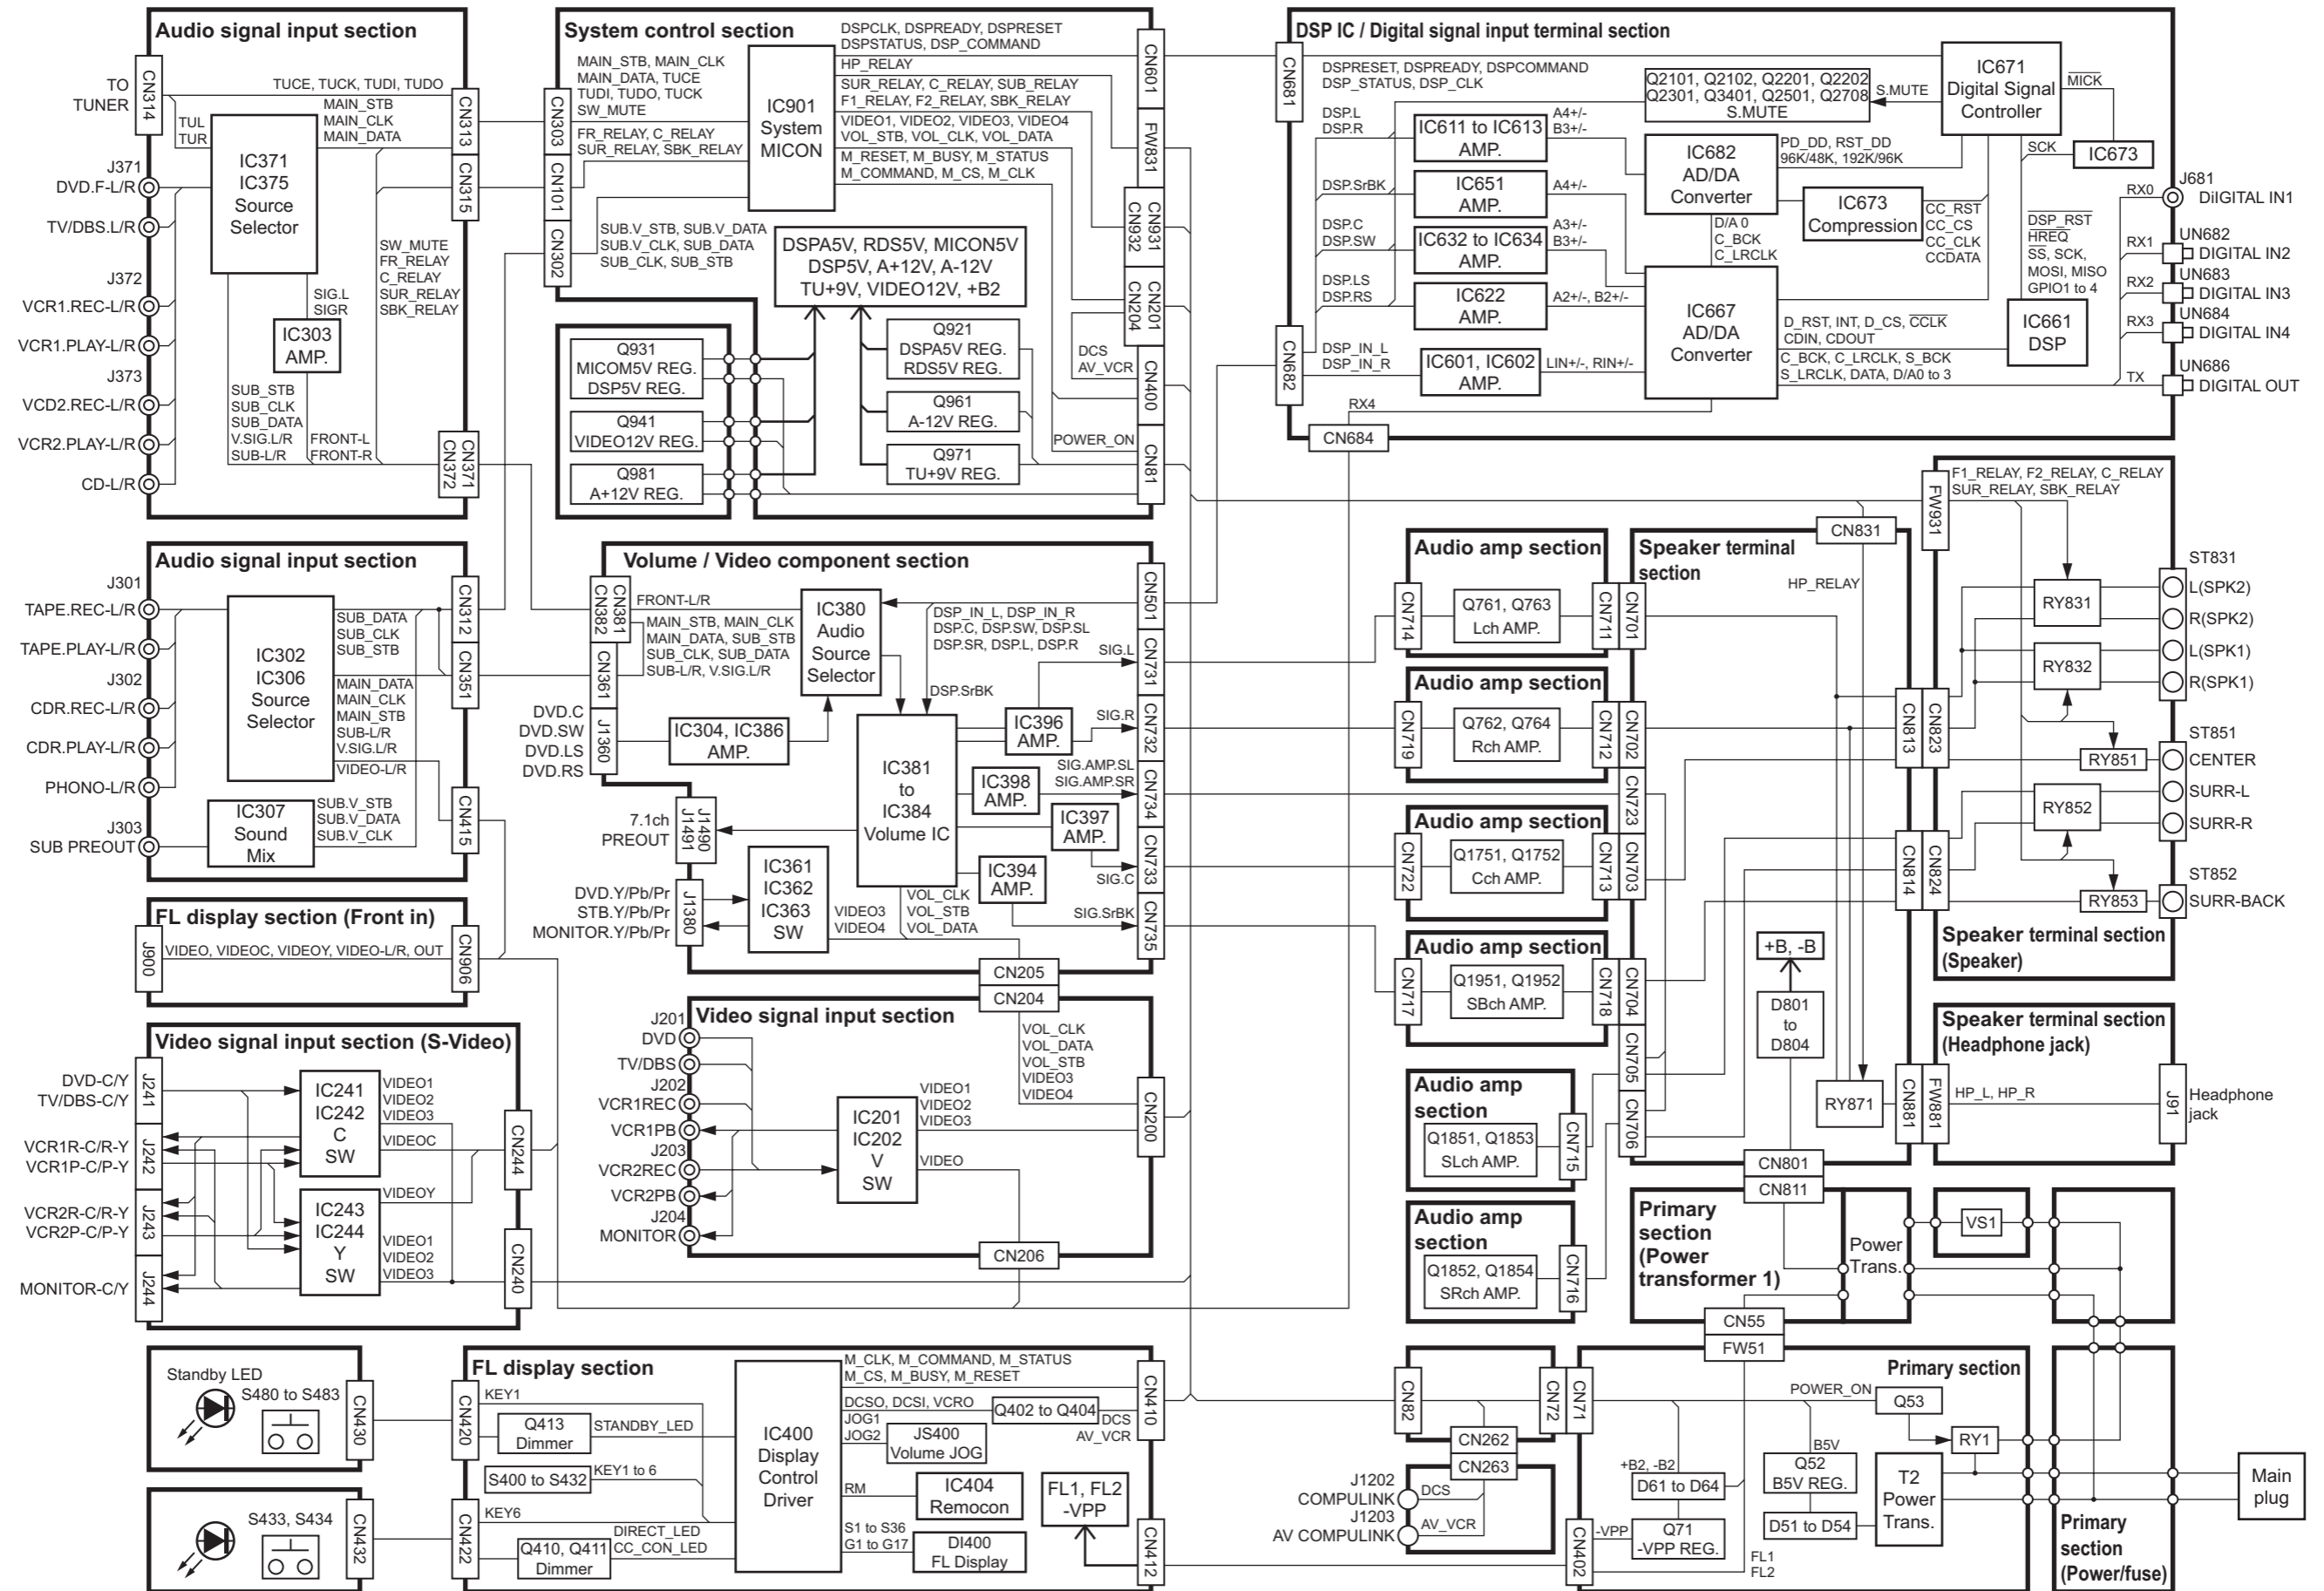 Audio signal input section
TO
TUNER
CN314
TUCE, TUCK, TUDI, TUDO
MAIN_STB
MAIN_CLK
MAIN_DATA
TUL
TUR
CN313
CN315
J371
DVD.F-L/R
IC371
IC375
Source
Selector
TV/DBS.L/R
J372
VCR1.REC-L/R
SIG.L
SIGR
SW_MUTE
FR_RELAY
C_RELAY
SUR_RELAY
SBK_RELAY
IC303
AMP.
VCR1.PLAY-L/R
J373
VCD2.REC-L/R
SUB_STB
SUB_CLK
SUB_DATA
V.SIG.L/R
SUB-L/R
FRONT-L
FRONT-R
VCR2.PLAY-L/R
CD-L/R
CN371
CN372
System control section
MAIN_STB, MAIN_CLK
MAIN_DATA, TUCE
TUDI, TUDO, TUCK
SW_MUTE
CN303
CN101
CN302
FR_RELAY, C_RELAY
SUR_RELAY, SBK_RELAY
IC901
System
MICON
DSPCLK, DSPREADY, DSPRESET
DSPSTATUS, DSP_COMMAND
HP_RELAY
SUR_RELAY, C_RELAY, SUB_RELAY
F1_RELAY, F2_RELAY, SBK_RELAY
VIDEO1, VIDEO2, VIDEO3, VIDEO4
VOL_STB, VOL_CLK, VOL_DATA
M_RESET, M_BUSY, M_STATUS
M_COMMAND, M_CS, M_CLK
SUB.V_STB, SUB.V_DATA
SUB.V_CLK, SUB_DATA
SUB_CLK, SUB_STB
DSPA5V, RDS5V, MICON5V
DSP5V, A+12V, A-12V
TU+9V, VIDEO12V, +B2
Q931
MICOM5V REG.
DSP5V REG.
Q941
VIDEO12V REG.
Q981
A+12V REG.
Q921
DSPA5V REG.
RDS5V REG.
Q961
A-12V REG.
Q971
TU+9V REG.
DCS
AV_VCR
POWER_ON
CN601
FW831
CN931
CN932
CN201
CN204
CN400
CN81
DSP IC / Digital signal input terminal section
CN681
DSPRESET, DSPREADY, DSPCOMMAND
DSP_STATUS, DSP_CLK
Q2101, Q2102, Q2201, Q2202
Q2301, Q3401, Q2501, Q2708
S.MUTE
S.MUTE
IC671
Digital Signal
Controller
MICK
DSP.L
DSP.R
IC611 to IC613
AMP.
A4+/-
B3+/-
IC682
AD/DA
Converter
PD_DD, RST_DD
96K/48K, 192K/96K
SCK
IC673
DSP.SrBK
IC651
AMP.
A4+/-
IC673
Compression
CC_RST
CC_CS
CC_CLK
CCDATA
DSP_RST
HREQ
SS, SCK,
MOSI, MISO
GPIO1 to 4
DSP.C
DSP.SW
IC632 to IC634
AMP.
A3+/-
B3+/-
D/A 0
C_BCK
C_LRCLK
DSP.LS
DSP.RS
IC622
AMP.
A2+/-, B2+/-
IC667
AD/DA
Converter
D_RST, INT, D_CS, CCLK
CDIN, CDOUT
C_BCK, C_LRCLK, S_BCK
S_LRCLK, DATA, D/A0 to 3
IC661
DSP
CN682
DSP_IN_L
DSP_IN_R
IC601, IC602
AMP.
LIN+/-, RIN+/-
RX4
CN684
RX0
J681
DiIGITAL IN1
RX1
UN682
DIGITAL IN2
RX2
UN683
DIGITAL IN3
RX3
UN684
DIGITAL IN4
TX
UN686
DIGITAL OUT
Audio signal input section
J301
TAPE.REC-L/R
TAPE.PLAY-L/R
J302
CDR.REC-L/R
CDR.PLAY-L/R
PHONO-L/R
J303
SUB PREOUT
IC302
IC306
Source
Selector
SUB_DATA
SUB_CLK
SUB_STB
MAIN_DATA
MAIN_CLK
MAIN_STB
SUB-L/R
V.SIG.L/R
VIDEO-L/R
IC307
Sound
Mix
SUB.V_STB
SUB.V_DATA
SUB.V_CLK
CN312
CN351
CN415
FL display section (Front in)
J900
VIDEO, VIDEOC, VIDEOY, VIDEO-L/R, OUT
CN906
Volume / Video component section
CN381
CN382
CN361
J1360
FRONT-L/R
MAIN_STB, MAIN_CLK
MAIN_DATA, SUB_STB
SUB_CLK, SUB_DATA
SUB-L/R, V.SIG.L/R
IC380
Audio
Source
Selector
DSP_IN_L, DSP_IN_R
DSP.C, DSP.SW, DSP.SL
DSP.SR, DSP.L, DSP.R
DSP.SrBK
DVD.C
DVD.SW
DVD.LS
DVD.RS
IC304, IC386
AMP.
IC381
to
IC384
Volume IC
IC396
AMP.
SIG.L
SIG.R
IC398
AMP.
SIG.AMP.SL
SIG.AMP.SR
IC397
AMP.
SIG.C
IC394
AMP.
SIG.SrBK
7.1ch
PREOUT
J1490
J1491
IC361
IC362
IC363
SW
DVD.Y/Pb/Pr
STB.Y/Pb/Pr
MONITOR.Y/Pb/Pr
J1380
VIDEO3
VIDEO4
VOL_CLK
VOL_STB
VOL_DATA
CN501
CN731
CN732
CN734
CN733
CN735
CN205
CN204
Audio amp section
CN714
Q761, Q763
Lch AMP.
CN711
Audio amp section
CN719
Q762, Q764
Rch AMP.
CN712
Audio amp section
CN722
Q1751, Q1752
Cch AMP.
CN713
Audio amp section
CN717
Q1951, Q1952
SBch AMP.
CN718
Audio amp
section
Q1851, Q1853
SLch AMP.
CN715
Audio amp
section
Q1852, Q1854
SRch AMP.
CN716
Speaker terminal
section
CN831
HP_RELAY
CN701
CN702
CN723
CN703
CN704
CN705
CN706
+B, -B
D801
to
D804
RY871
CN813
CN814
CN881
CN801
CN811
FW931
F1_RELAY, F2_RELAY, C_RELAY
SUR_RELAY, SBK_RELAY
CN823
CN824
RY831
RY832
RY851
RY852
RY853
ST831
L(SPK2)
R(SPK2)
L(SPK1)
R(SPK1)
ST851
CENTER
SURR-L
SURR-R
ST852
SURR-BACK
Speaker terminal section
(Speaker)
Speaker terminal section
(Headphone jack)
FW881
HP_L, HP_R
J91
Headphone
jack
Video signal input section (S-Video)
DVD-C/Y
TV/DBS-C/Y
J241
VCR1R-C/R-Y
VCR1P-C/P-Y
J242
VCR2R-C/R-Y
VCR2P-C/P-Y
J243
MONITOR-C/Y
J244
IC241
IC242
C
SW
VIDEO1
VIDEO2
VIDEO3
VIDEOC
IC243
IC244
Y
SW
VIDEOY
VIDEO1
VIDEO2
VIDEO3
CN244
CN240
Video signal input section
J201
DVD
TV/DBS
J202
VCR1REC
VCR1PB
J203
VCR2REC
VCR2PB
J204
MONITOR
IC201
IC202
V
SW
VIDEO1
VIDEO2
VIDEO3
VIDEO
VOL_CLK
VOL_DATA
VOL_STB
VIDEO3
VIDEO4
CN200
CN206
Primary
section
(Power
transformer 1)
Power
Trans.
VS1
CN55
FW51
Standby LED
S480 to S483
CN430
S433, S434
CN432
FL display section
CN420
KEY1
Q413
Dimmer
STANDBY_LED
S400 to S432
KEY1 to 6
CN422
KEY6
Q410, Q411
Dimmer
DIRECT_LED
CC_CON_LED
IC400
Display
Control
Driver
M_CLK, M_COMMAND, M_STATUS
M_CS, M_BUSY, M_RESET
DCSO, DCSI, VCRO
Q402 to Q404
DCS
AV_VCR
JOG1
JOG2
JS400
Volume JOG
RM
IC404
Remocon
S1 to S36
G1 to G17
DI400
FL Display
FL1, FL2
-VPP
CN410
CN412
CN82
CN72
CN262
CN263
J1202
COMPULINK
DCS
J1203
AV COMPULINK
AV_VCR
Primary section
CN71
CN402
POWER_ON
Q53
RY1
B5V
Q52
B5V REG.
D51 to D54
+B2, -B2
D61 to D64
-VPP
Q71
-VPP REG.
FL1
FL2
T2
Power
Trans.
Primary
section
(Power/fuse)
Main
plug